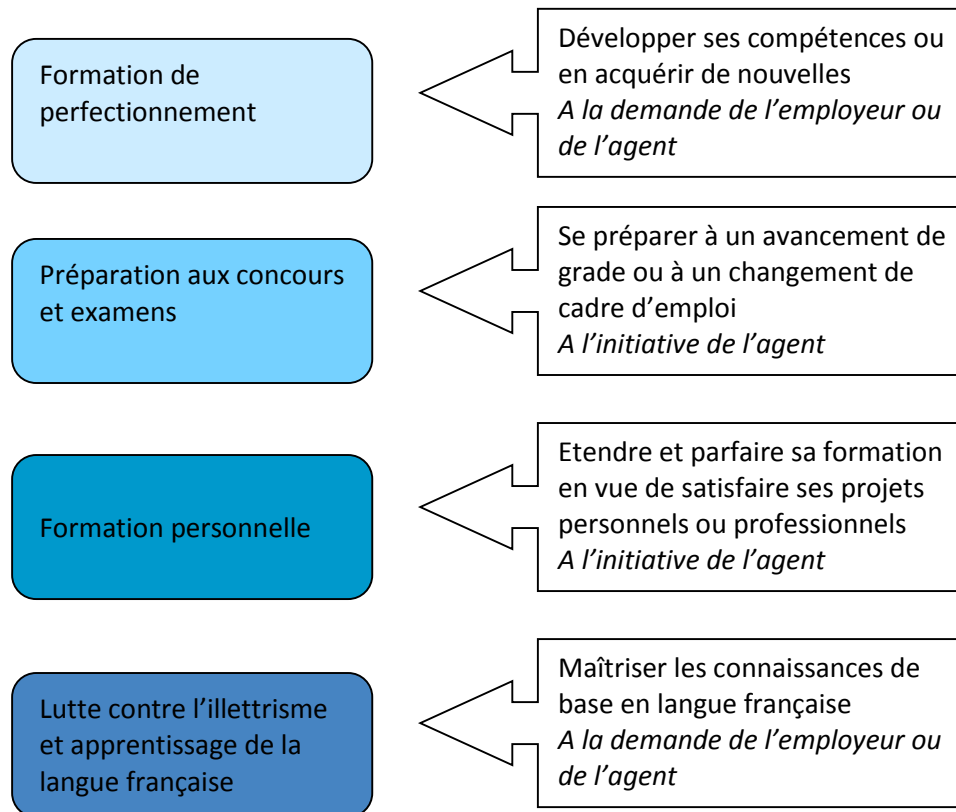 Formation de
perfectionnement
Développer ses compétences ou
en acquérir de nouvelles
A la demande de l’employeur ou
de l’agent
Préparation aux concours
et examens
Se préparer à un avancement de
grade ou à un changement de
cadre d’emploi
A l’initiative de l’agent
Formation personnelle
Etendre et parfaire sa formation
en vue de satisfaire ses projets
personnels ou professionnels
A l’initiative de l’agent
Lutte contre l’illettrisme
et apprentissage de la
langue française
Maîtriser les connaissances de
base en langue française
A la demande de l’employeur ou
de l’agent